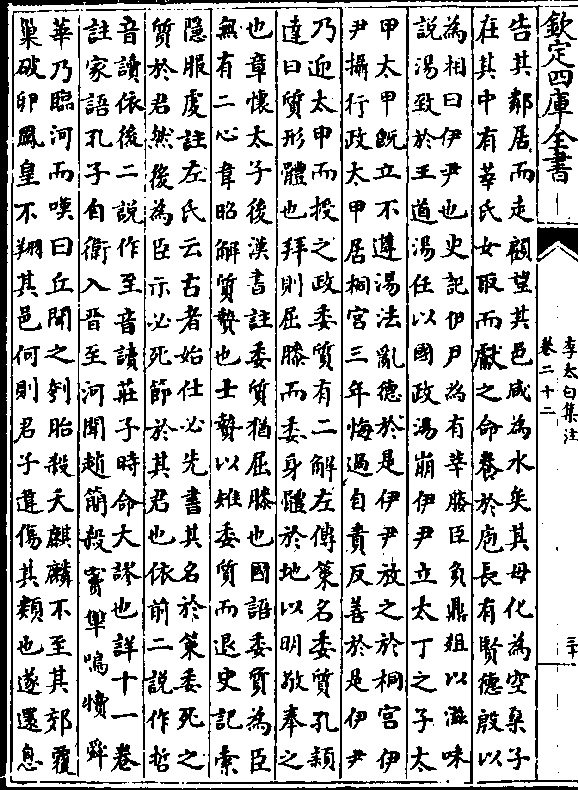 欽定四庫全書
李太白集注
卷二十二
二十
告其鄰居而走顧望其邑咸為水矣其母化為空桑子
在其中有莘氏女取而獻之命養於庖長有賢德殷以
為相曰伊尹也史記伊尹為有莘媵臣負鼎俎以滋味
說湯致於王道湯任以國政湯崩伊尹立太丁之子太
甲太甲既立不遵湯法亂德於是伊尹放之於桐宮伊
尹攝行政太甲居桐宮三年悔過自責反善於是伊尹
乃迎太甲而授之政委質有二解左傳策名委質孔穎
達曰質形體也拜則屈膝而委身體於地以明敬奉之
也章懷太子後漢書註委質猶屈膝也國語委質為臣
無有二心韋昭解質贄也士贄以雉委質而退史記索
隱服虔註左氏云古者始仕必先書其名於策委死之
質於君然後為臣示必死節於其君也依前二說作哲
音讀依後二說作至音讀莊子時命大謬也詳十一卷
註家語孔子自衛入晉至河聞趙簡殺竇犨鳴犢舜
華乃臨河而嘆曰丘聞之刳胎殺夭麒麟不至其郊覆
巢破卵鳳皇不翔其邑何則君子違傷其類也遂還息